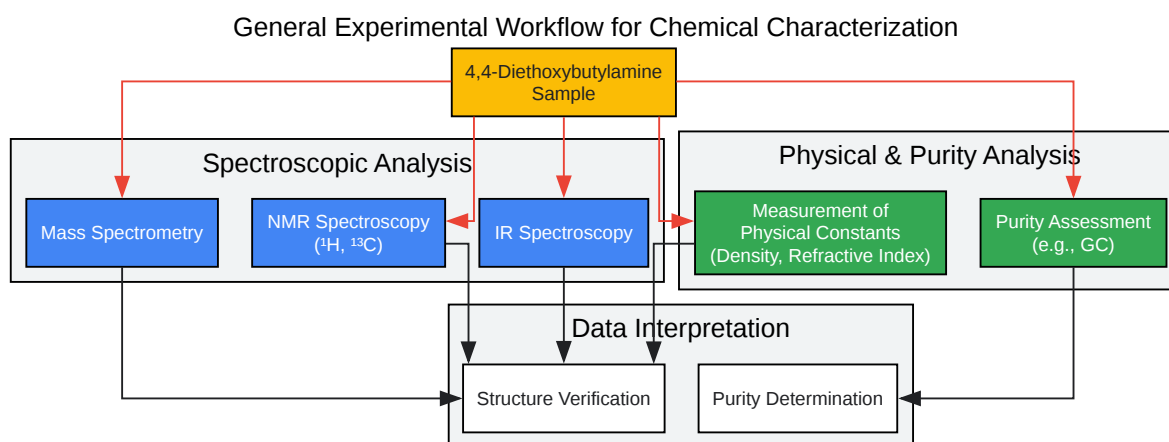 General Experimental Workflow for Chemical Characterization
4,4-Diethoxybutylamine
Sample
Spectroscopic Analysis
Physical & Purity Analysis
Mass Spectrometry
NMR Spectroscopy
(¹H, ¹³C)
IR Spectroscopy
Measurement of
Physical Constants
(Density, Refractive Index)
Purity Assessment
(e.g., GC)
Data Interpretation
Structure Verification
Purity Determination